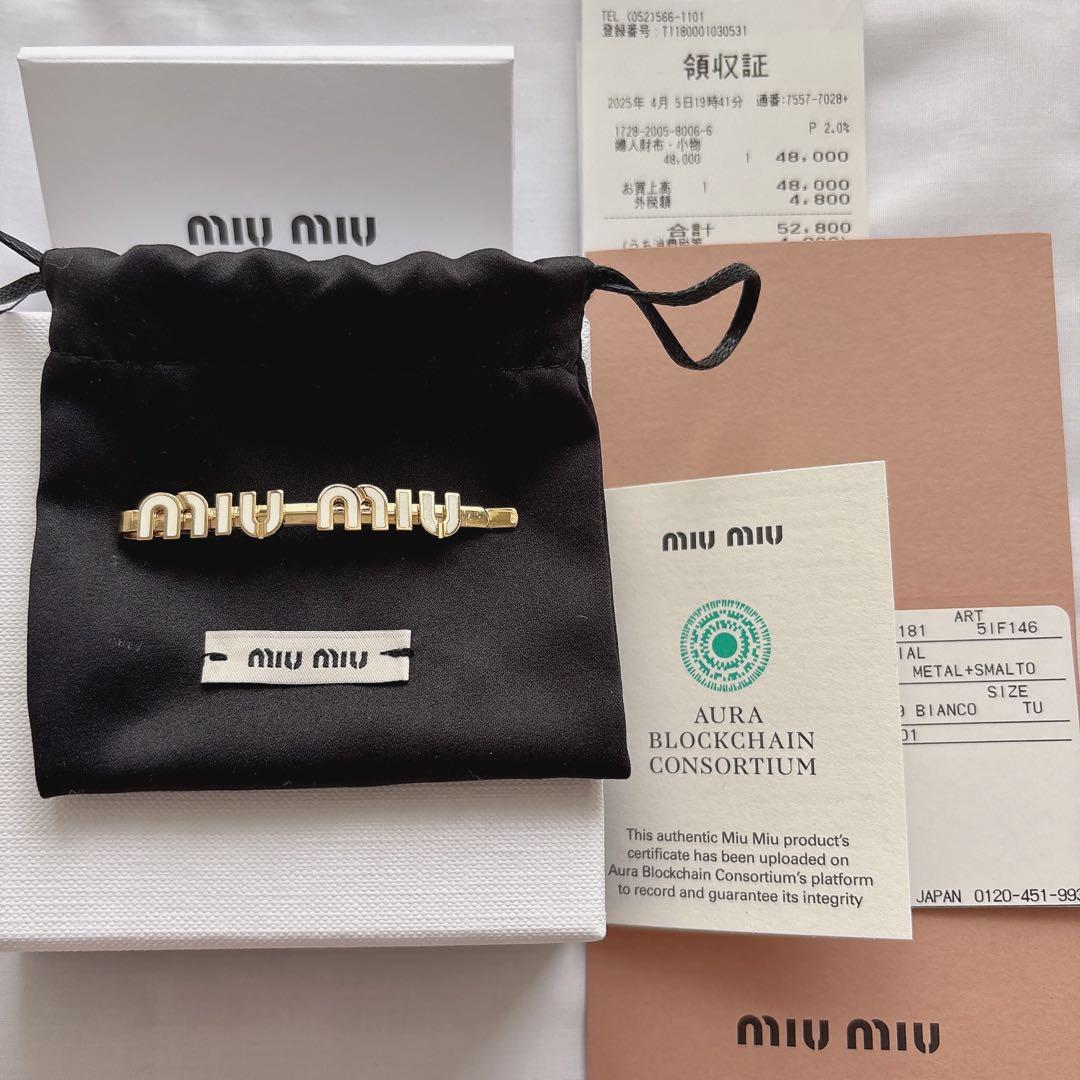 TEL (052)566-1101
登録番号:T1180001030531
領収証
2025年 4月 5日19時41分 通番:7557-7028+
1728-2005-8006-6 P 2.0%
婦人財布・小物
48,000 1 48,000
お買上高 1 48,000
外税額 4,800
合計 52,800
miu miu
miu miu
miu miu
miu miu
AURA
BLOCKCHAIN
CONSORTIUM
This authentic Miu Miu product's
certificate has been uploaded on
Aura Blockchain Consortium's platform
to record and guarantee its integrity
ART
181 5IF146
IAL
METAL+SMALTO
SIZE
BIANCO TU
01
JAPAN 0120-451-993
miu miu